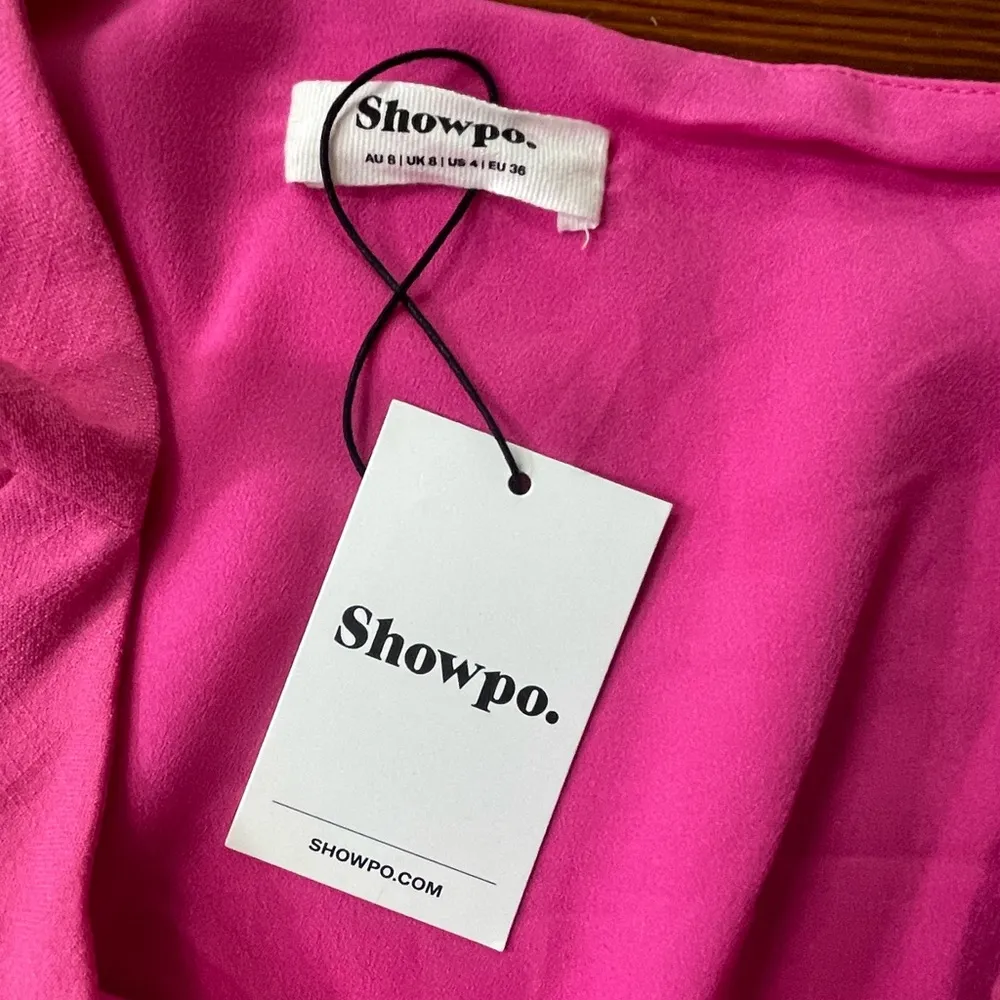 Showpo.
AU 8 | UK 8 | US 4 | EU 36
Showpo.
SHOWPO.COM